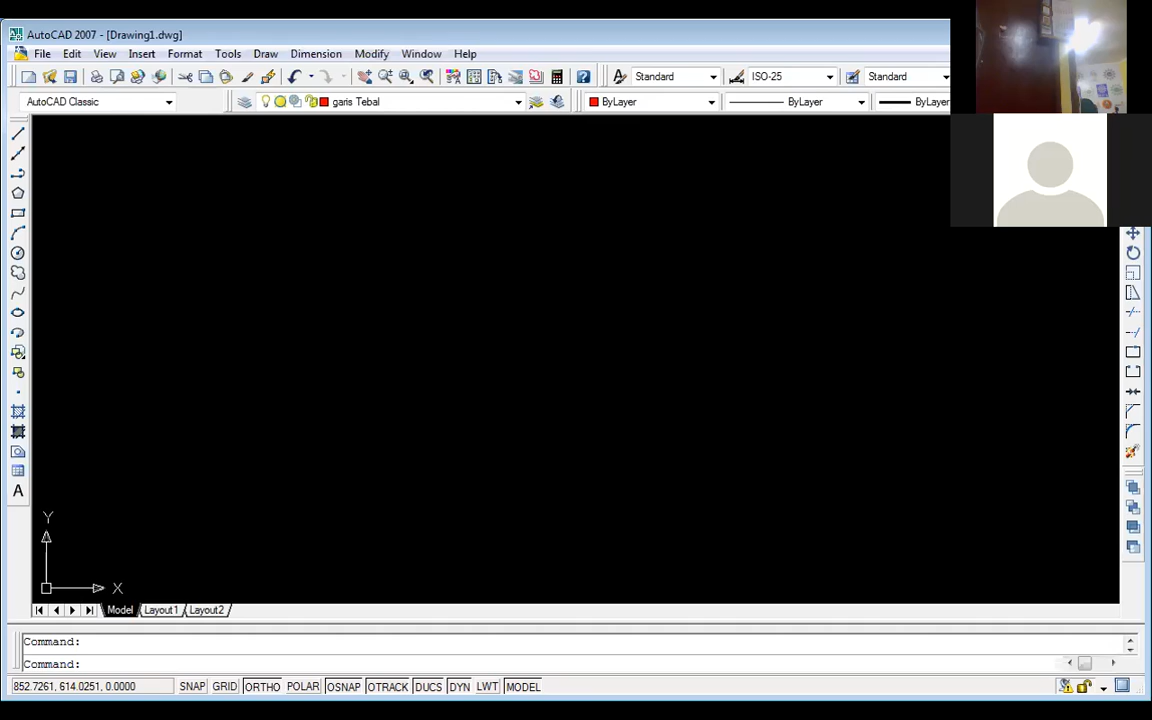 AutoCAD 2007 - [Drawing1.dwg]
File Edit View Insert Format Tools Draw Dimension Modify Window Help
Standard ISO-25 Standard
AutoCAD Classic garis Tebal ByLayer ByLayer ByLayer
A
Y
X
Model Layout1 Layout2
Command:
Command:
852.7261, 614.0251, 0.0000 SNAP GRID ORTHO POLAR OSNAP OTRACK DUCS DYN LWT MODEL